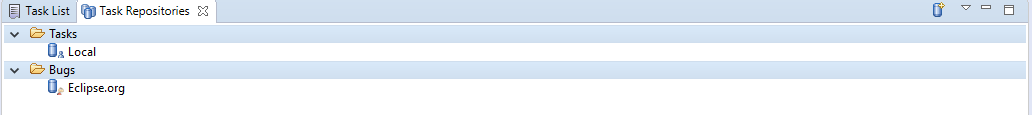 Task List Task Repositories
Tasks
Local
Bugs
Eclipse.org